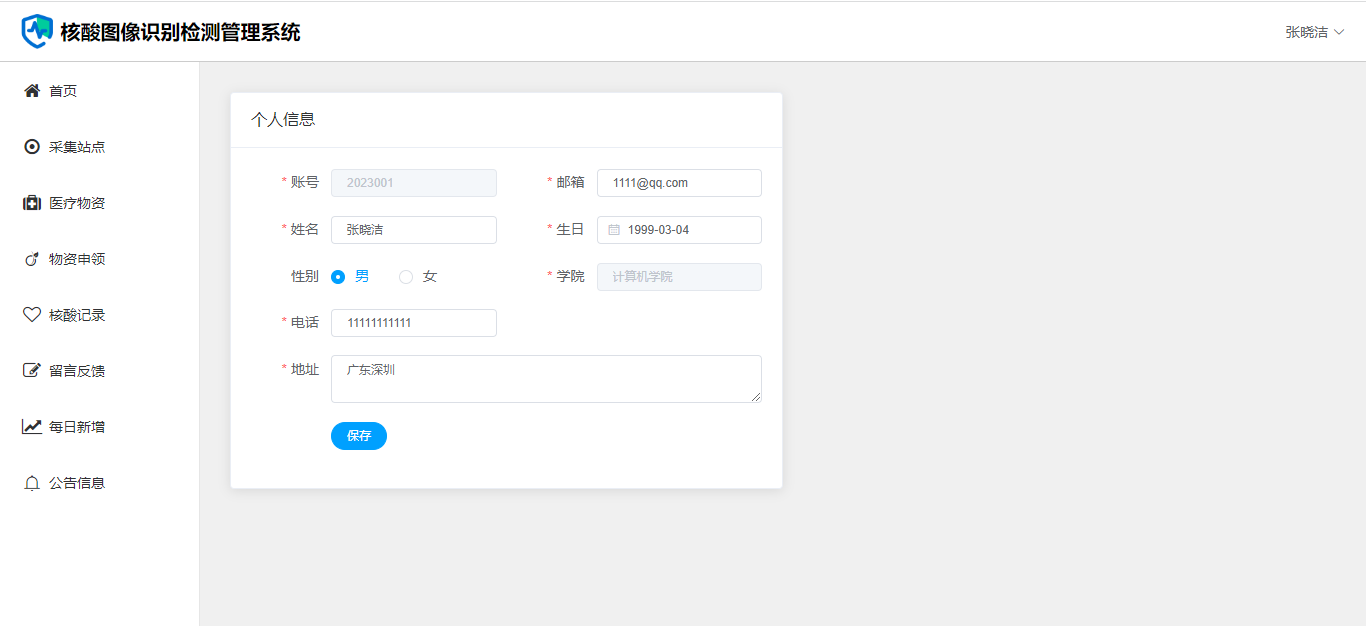 核酸图像识别检测管理系统
张晓洁
首页
采集站点
医疗物资
物资申领
核酸记录
留言反馈
每日新增
公告信息
个人信息
* 账号 2023001 * 邮箱 1111@qq.com
* 姓名 张晓洁 * 生日 1999-03-04
性别 男 女 * 学院 计算机学院
* 电话 11111111111
* 地址 广东深圳
保存